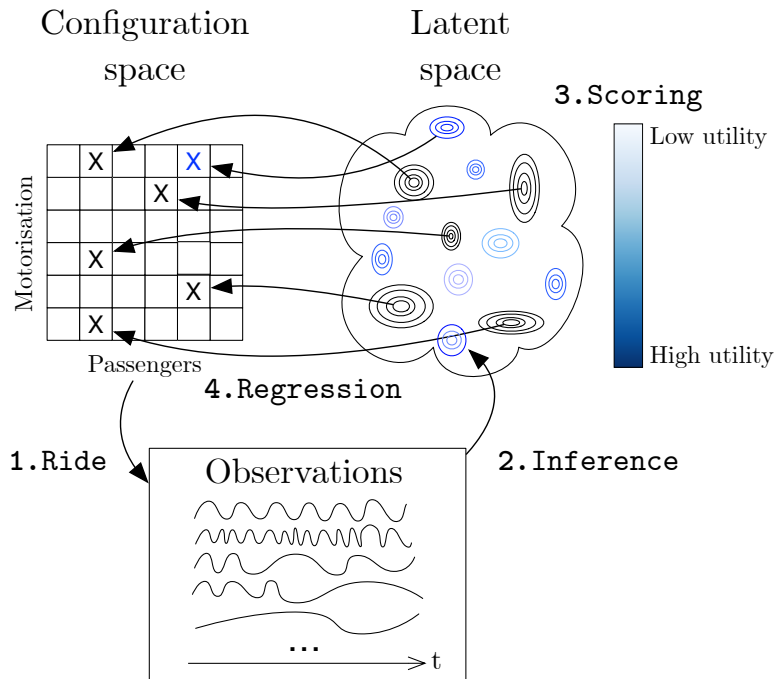 Configuration
space
Latent
space
3.Scoring
Low utility
High utility
Motorisation
X X
X
X
X
X
Passengers
4.Regression
1.Ride
2.Inference
Observations
...
t